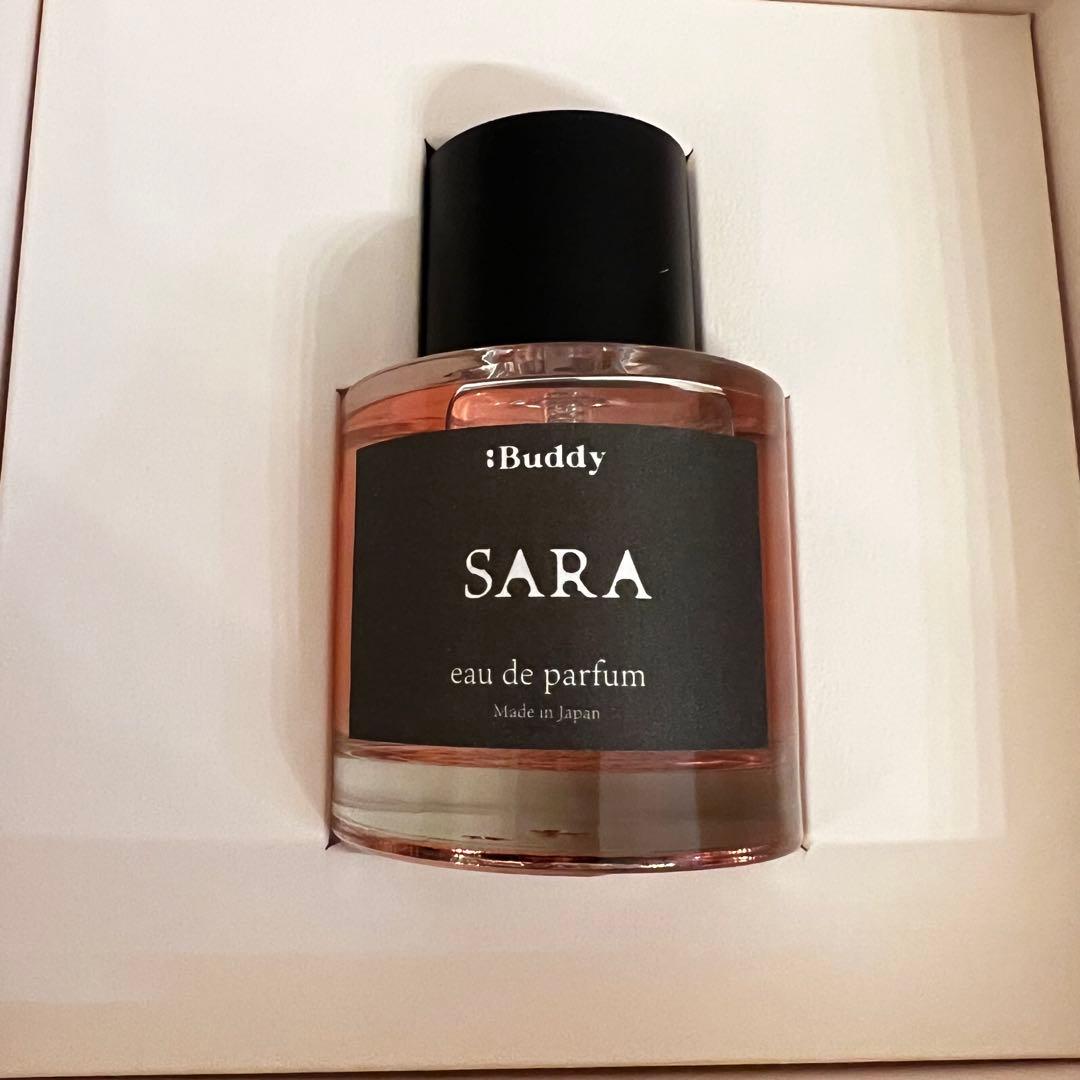 :Buddy
SARA
eau de parfum
Made in Japan